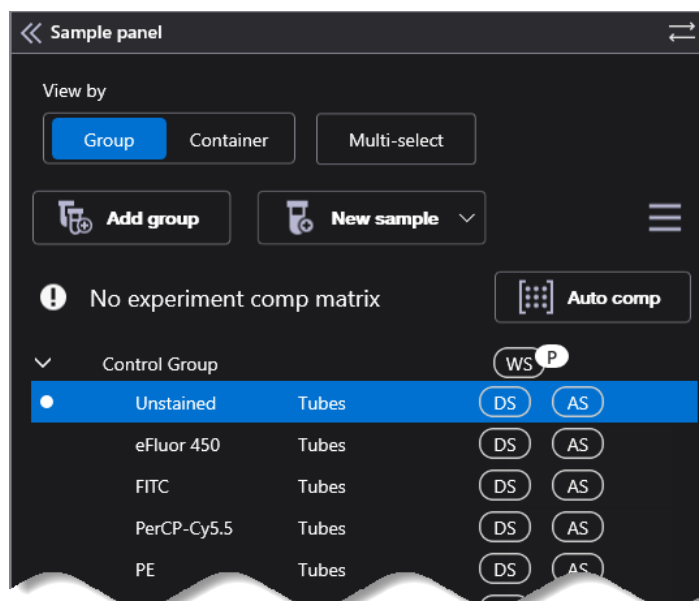 Sample panel
View by
Group Container Multi-select
Add group New sample
No experiment comp matrix Auto comp
Control Group WS P
Unstained Tubes DS AS
eFluor 450 Tubes DS AS
FITC Tubes DS AS
PerCP-Cy5.5 Tubes DS AS
PE Tubes DS AS